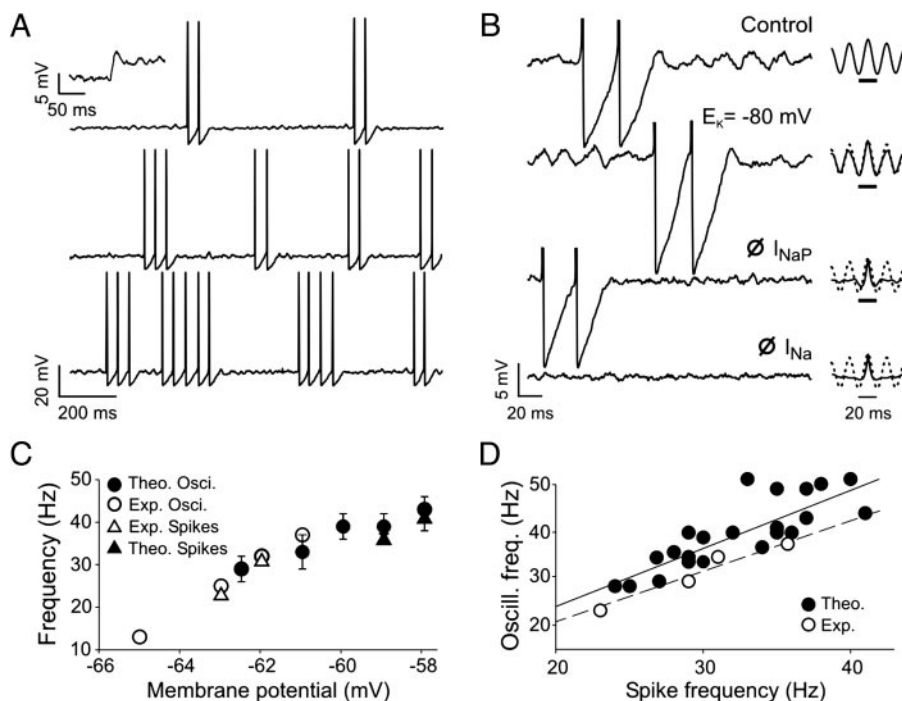 A
5 mV
50 ms
20 mV
200 ms
B
Control
E_K= -80 mV
Ø I_NaP
Ø I_Na
5 mV
20 ms
20 ms
C
Frequency (Hz)
50
40
30
20
10
Theo. Osci.
Exp. Osci.
Exp. Spikes
Theo. Spikes
-66
-64
-62
-60
-58
Membrane potential (mV)
D
Oscill. freq. (Hz)
50
40
30
20
Theo.
Exp.
20
30
40
Spike frequency (Hz)